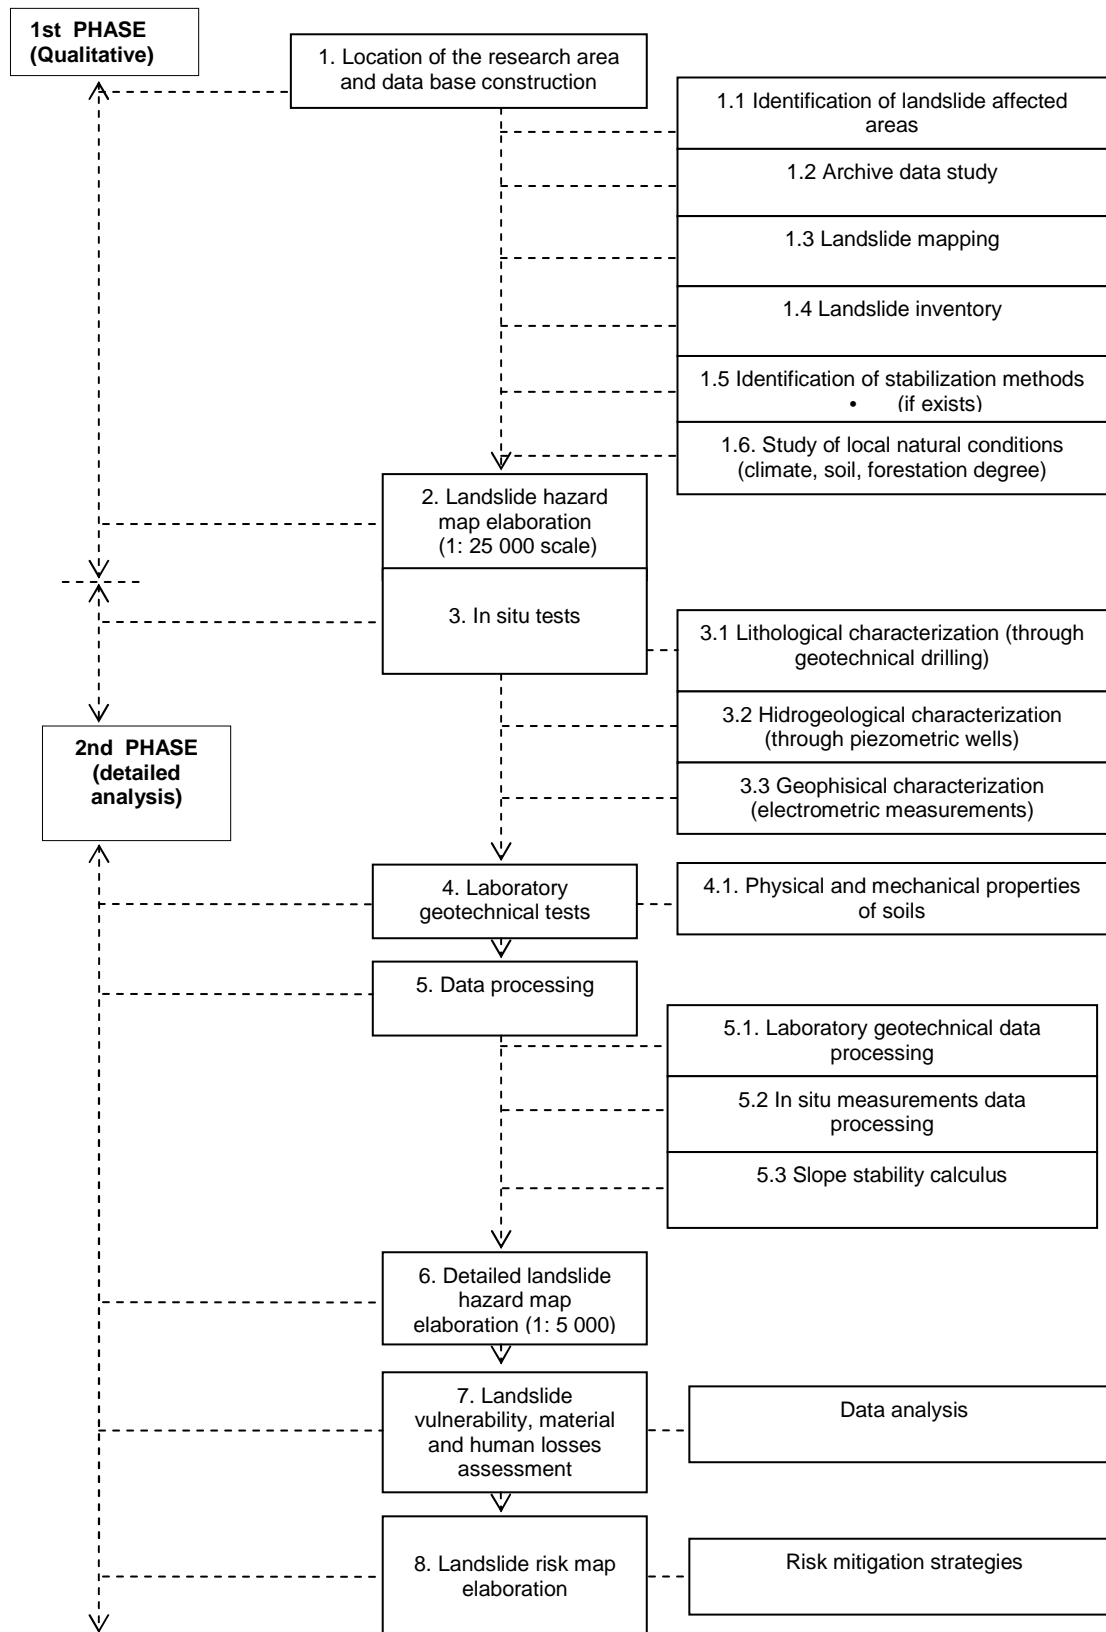 1st PHASE
(Qualitative)
1. Location of the research area
and data base construction
1.1 Identification of landslide affected
areas
1.2 Archive data study
1.3 Landslide mapping
1.4 Landslide inventory
1.5 Identification of stabilization methods
• (if exists)
1.6. Study of local natural conditions
(climate, soil, forestation degree)
2. Landslide hazard
map elaboration
(1: 25 000 scale)
3. In situ tests
3.1 Lithological characterization (through
geotechnical drilling)
3.2 Hidrogeological characterization
(through piezometric wells)
3.3 Geophisical characterization
(electrometric measurements)
2nd PHASE
(detailed
analysis)
4. Laboratory
geotechnical tests
4.1. Physical and mechanical properties
of soils
5. Data processing
5.1. Laboratory geotechnical data
processing
5.2 In situ measurements data
processing
5.3 Slope stability calculus
6. Detailed landslide
hazard map
elaboration (1: 5 000)
7. Landslide
vulnerability, material
and human losses
assessment
Data analysis
8. Landslide risk map
elaboration
Risk mitigation strategies